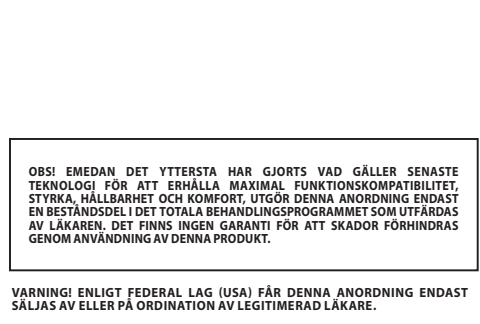 OBS! EMEDAN DET YTTERSTA HAR GJORTS VAD GÄLLER SENASTE
TEKNOLOGI FÖR ATT ERHÅLLA MAXIMAL FUNKTIONSKOMPATIBILITET,
STYRKA, HÅLLBARHET OCH KOMFORT, UTGÖR DENNA ANORDNING ENDAST
EN BESTÅNDSDEL I DET TOTALA BEHANDLINGSPROGRAMMET SOM UTFÄRDAS
AV LÄKAREN. DET FINNS INGEN GARANTI FÖR ATT SKADOR FÖRHINDRAS
GENOM ANVÄNDNING AV DENNA PRODUKT.
VARNING! ENLIGT FEDERAL LAG (USA) FÅR DENNA ANORDNING ENDAST
SÄLJAS AV ELLER PÅ ORDINATION AV LEGITIMERAD LÄKARE.